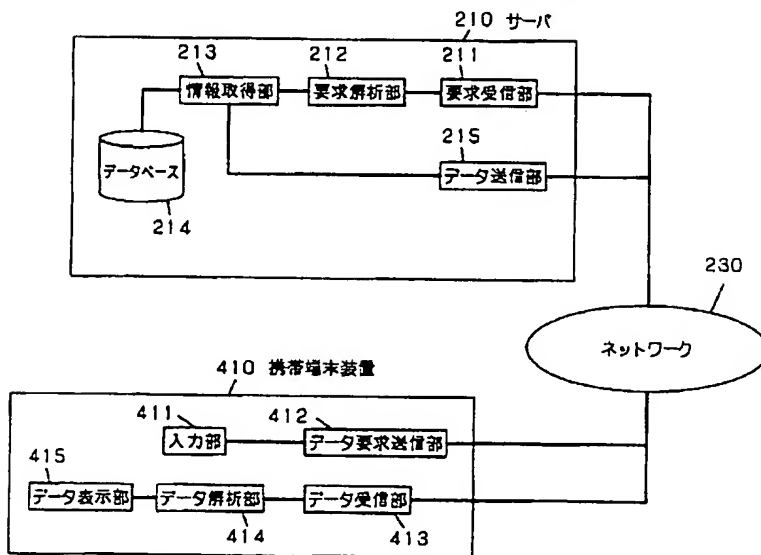 210 サーバ
213 212 211
情報取得部 要求解析部 要求受信部
215
データベース データ送信部
214
230
ネットワーク
410 携帯端末装置
411 412
入力部 データ要求送信部
415
データ表示部 データ解析部 データ受信部
414 413